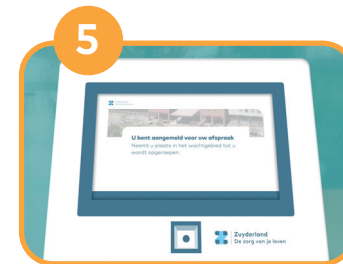 5
U bent aangemeld voor uw afspraak
Neemt u plaats in het wachtgebied tot u
wordt opgeroepen.
Zuyderland
De zorg van je leven